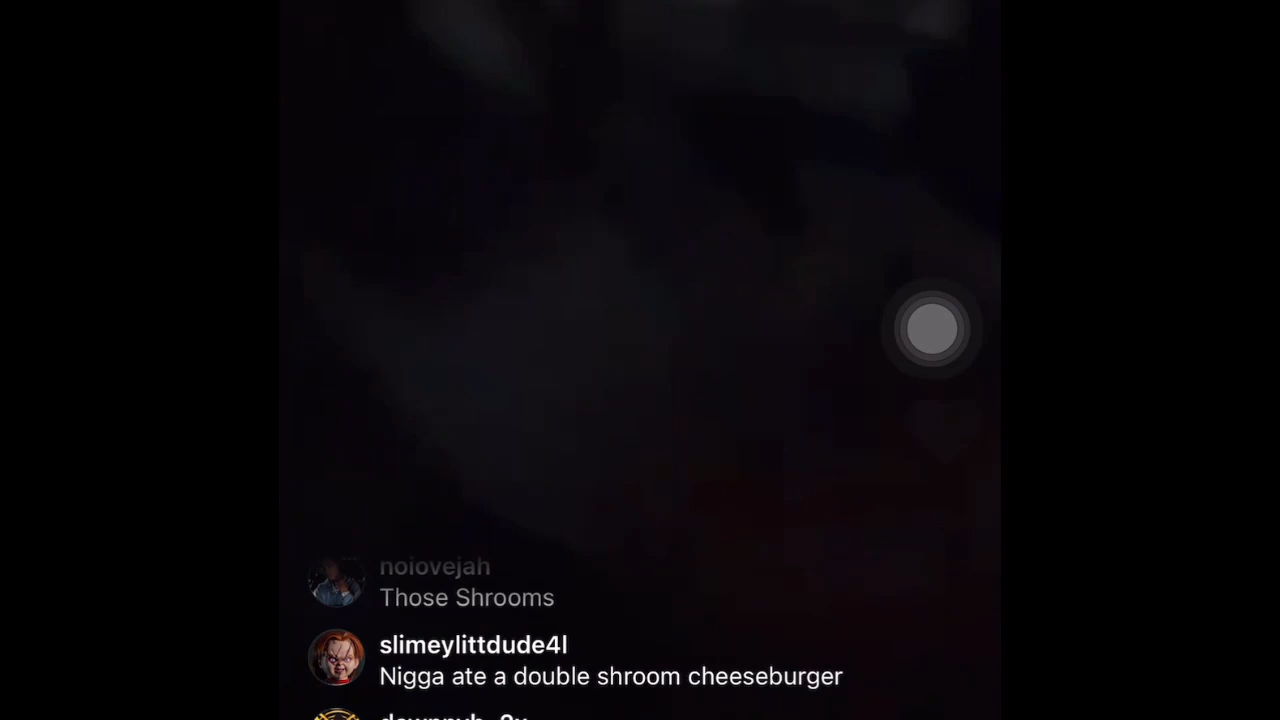 noiovejah
Those Shrooms
slimeylittdude4l
Nigga ate a double shroom cheeseburger